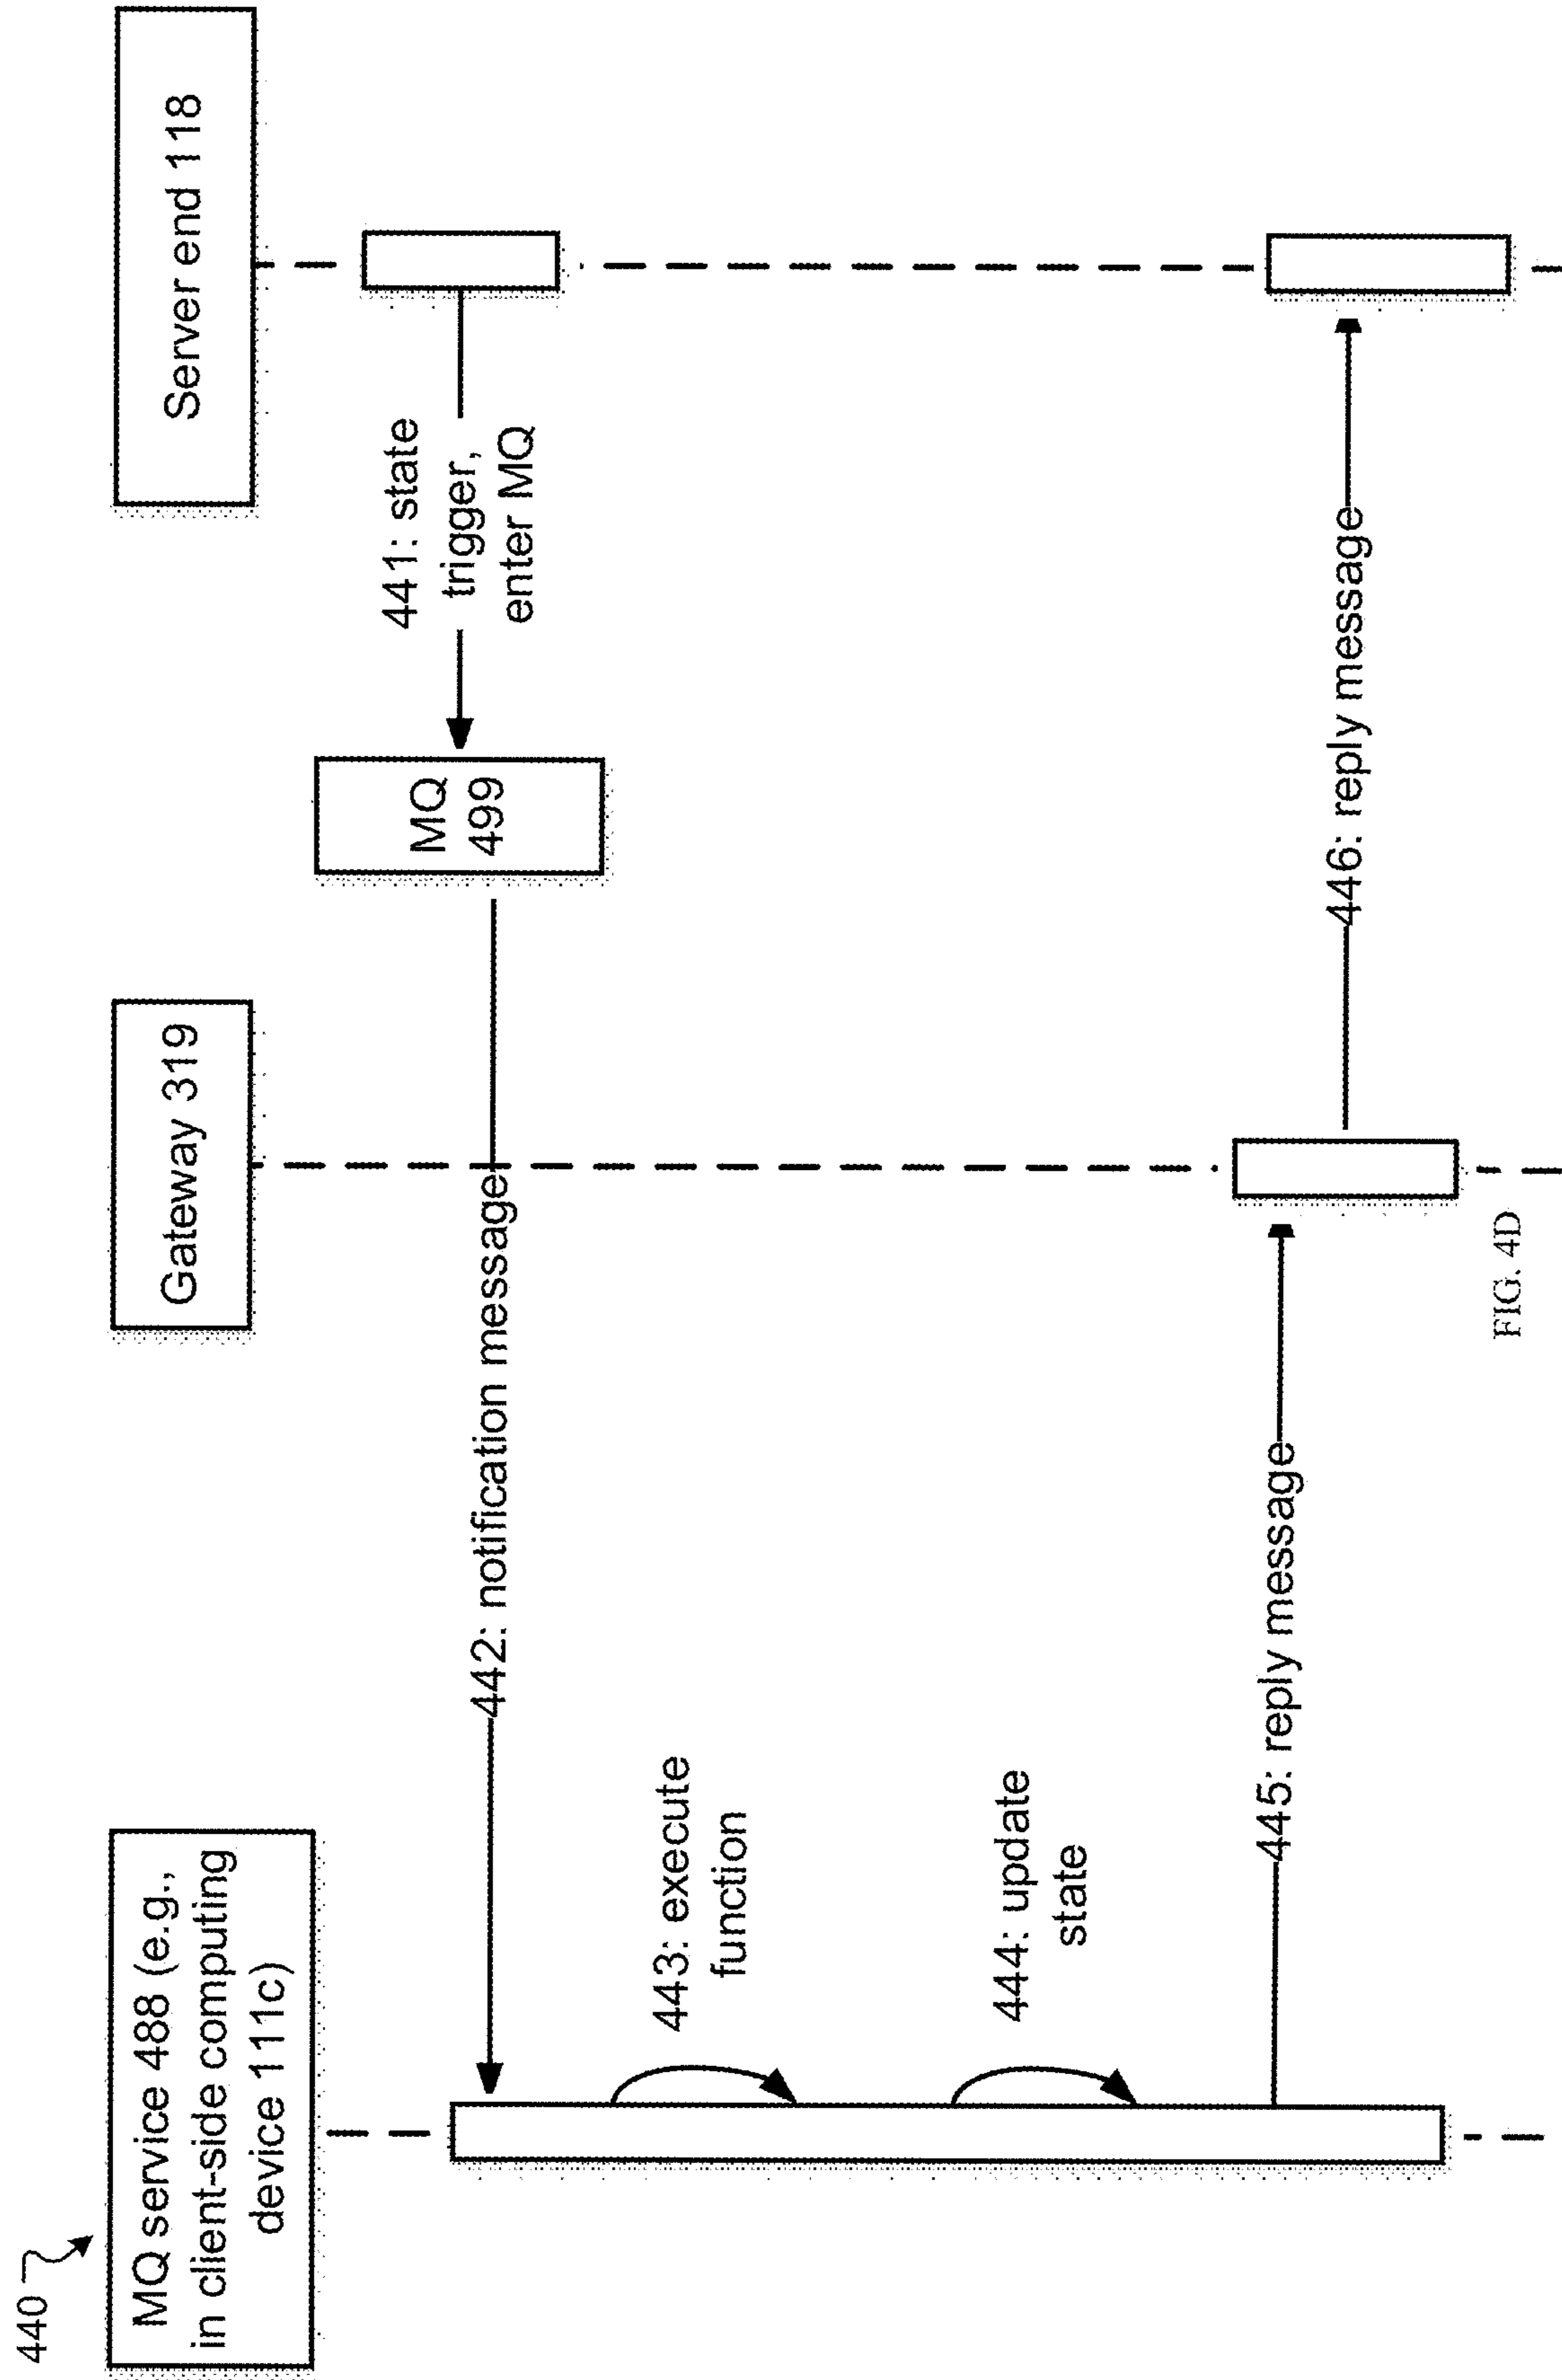 440
MQ service 488 (e.g.,
in client-side computing
device 111c)
Gateway 319
Server end 118
441: state
trigger,
enter MQ
MQ
499
442: notification message
443: execute
function
444: update
state
445: reply message
446: reply message
FIG. 4D